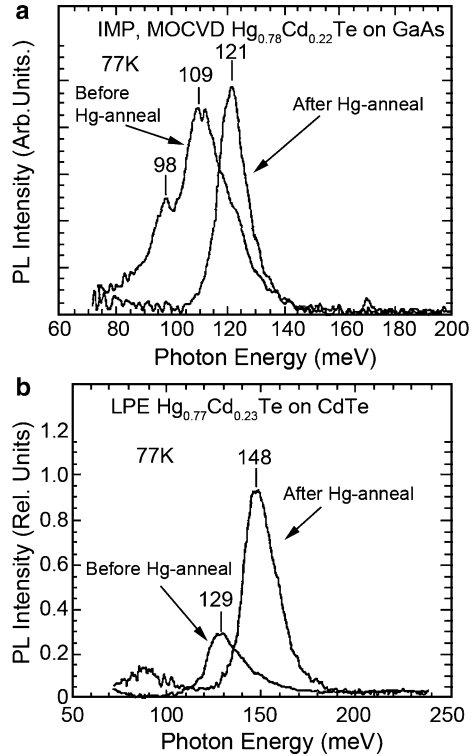 a
IMP, MOCVD Hg0.78Cd0.22Te on GaAs
77K
109
121
Before
Hg-anneal
After Hg-anneal
98
PL Intensity (Arb.Units.)
60 80 100 120 140 160 180 200
Photon Energy (meV)
b
LPE Hg0.77Cd0.23Te on CdTe
1.2
77K
148
1.0
After Hg-anneal
0.8
0.6
Before Hg-anneal
129
0.4
0.2
0
PL Intensity (Rel. Units)
50 100 150 200 250
Photon Energy (meV)